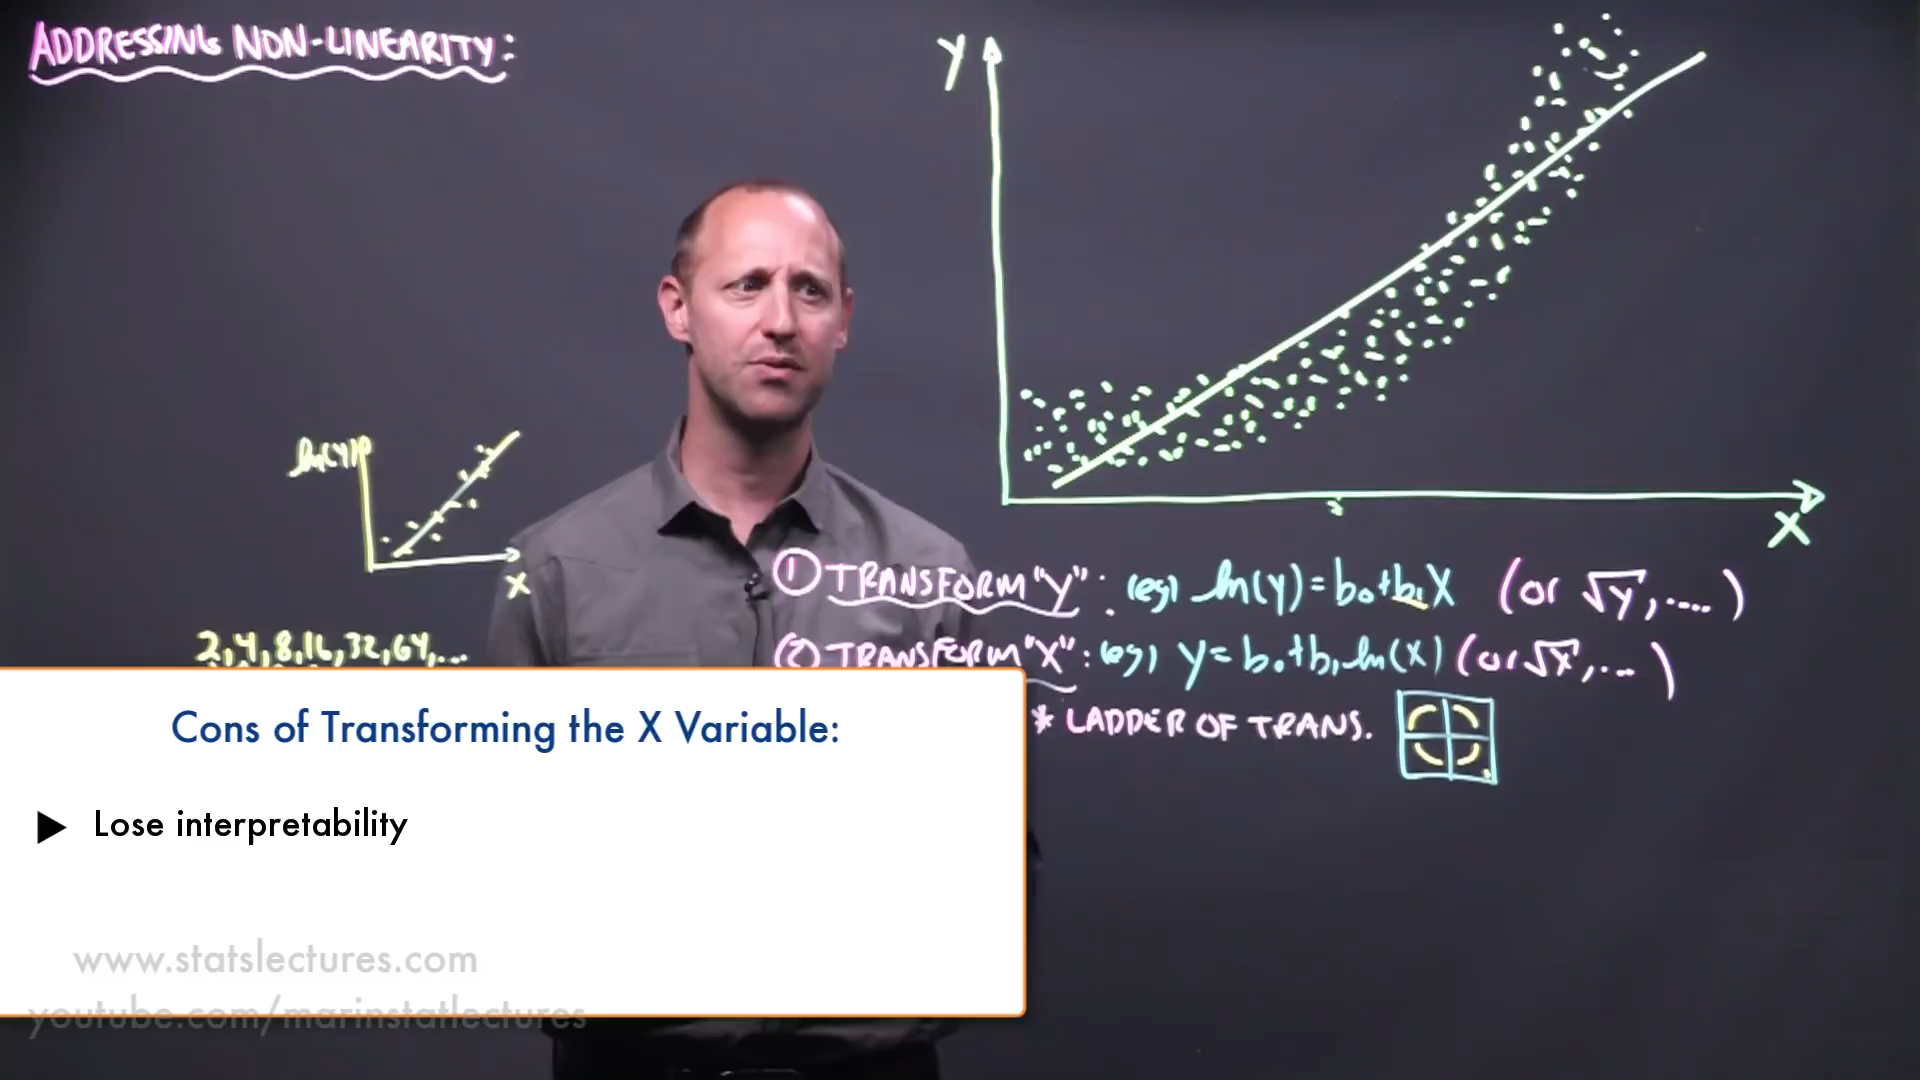 ADDRESSING NON-LINEARITY:
Y
X
ln(y)
X
2,4,8,16,32,64,...
① TRANSFORM "Y": (eg) ln(y)=b₀+b₁X (or √y,....)
② TRANSFORM "X": (eg) y=b₀+b₁ln(x) (or √x,...)
* LADDER OF TRANS.
Cons of Transforming the X Variable:
▶ Lose interpretability
www.statslectures.com
youtube.com/marinstatlectures